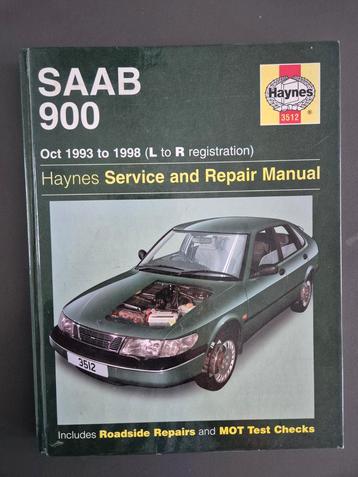 SAAB
900
Haynes
3512
®
Oct 1993 to 1998 (L to R registration)
Haynes Service and Repair Manual
3512
Includes Roadside Repairs and MOT Test Checks